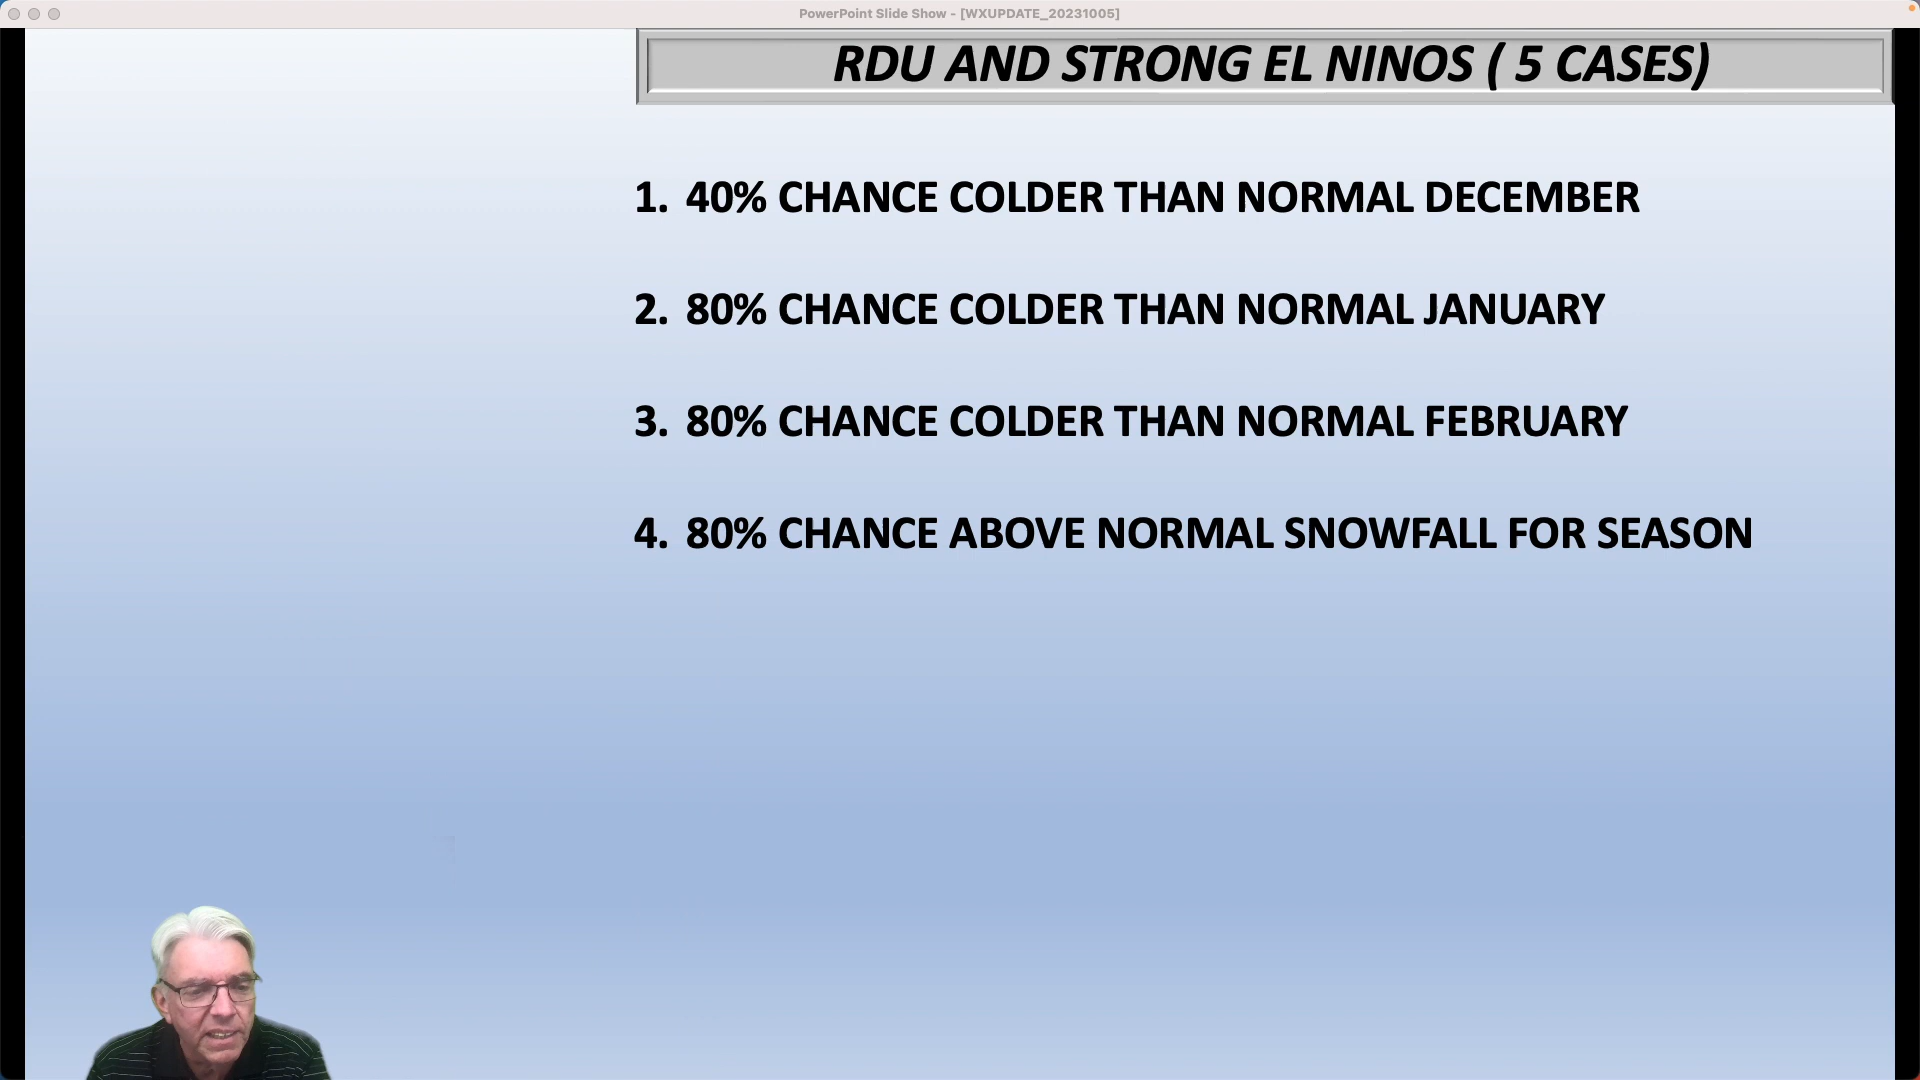 PowerPoint Slide Show - [WXUPDATE_20231005]
RDU AND STRONG EL NINOS ( 5 CASES)
1. 40% CHANCE COLDER THAN NORMAL DECEMBER
2. 80% CHANCE COLDER THAN NORMAL JANUARY
3. 80% CHANCE COLDER THAN NORMAL FEBRUARY
4. 80% CHANCE ABOVE NORMAL SNOWFALL FOR SEASON